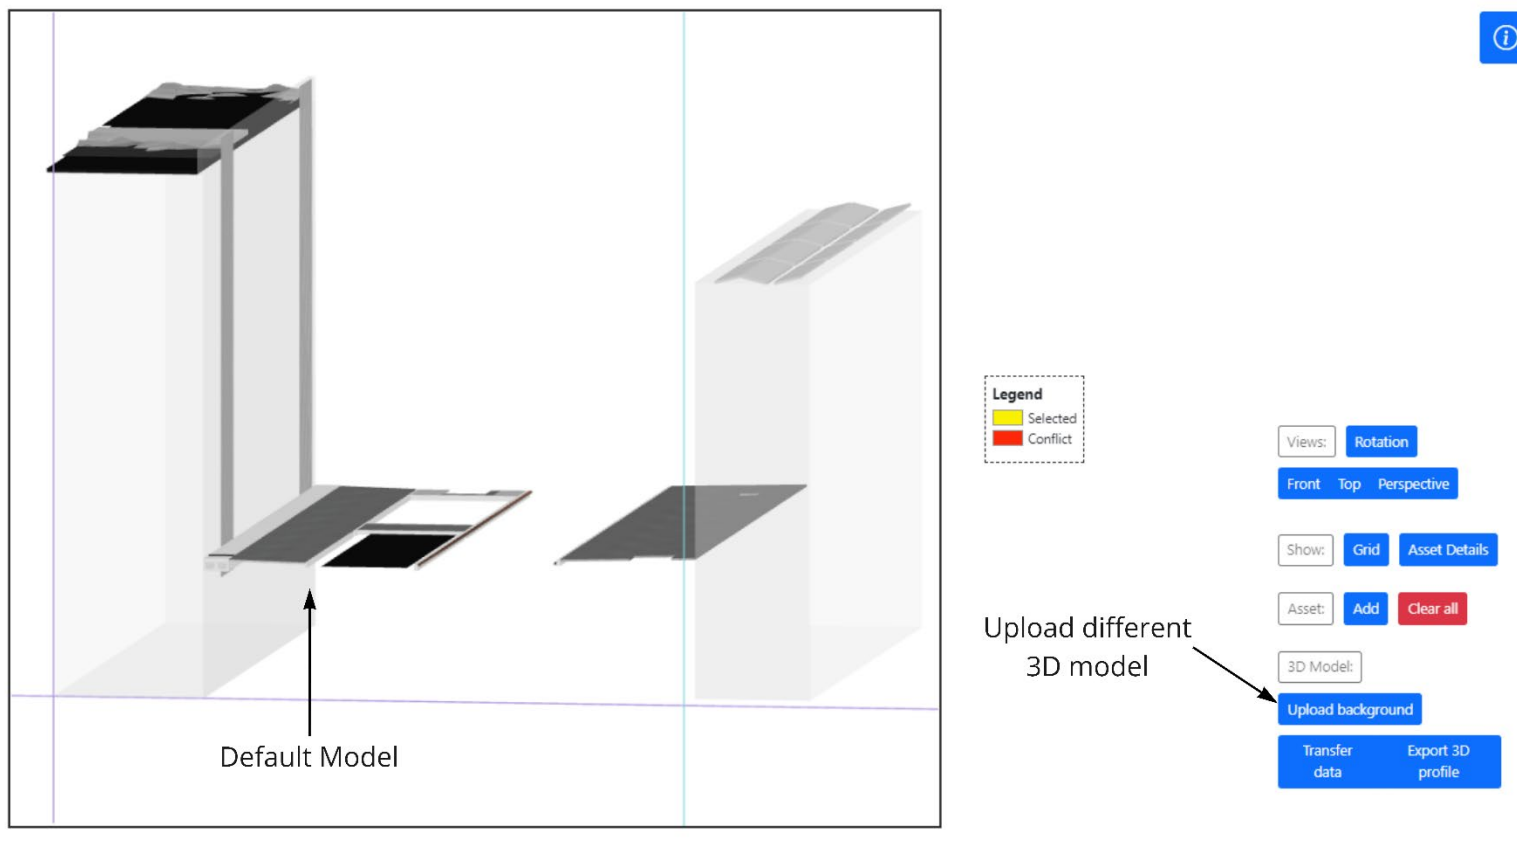 i
Legend
Selected
Conflict
Views: Rotation
Front Top Perspective
Show: Grid Asset Details
Asset: Add Clear all
Upload different
3D model
3D Model:
Upload background
Transfer data
Export 3D profile
Default Model